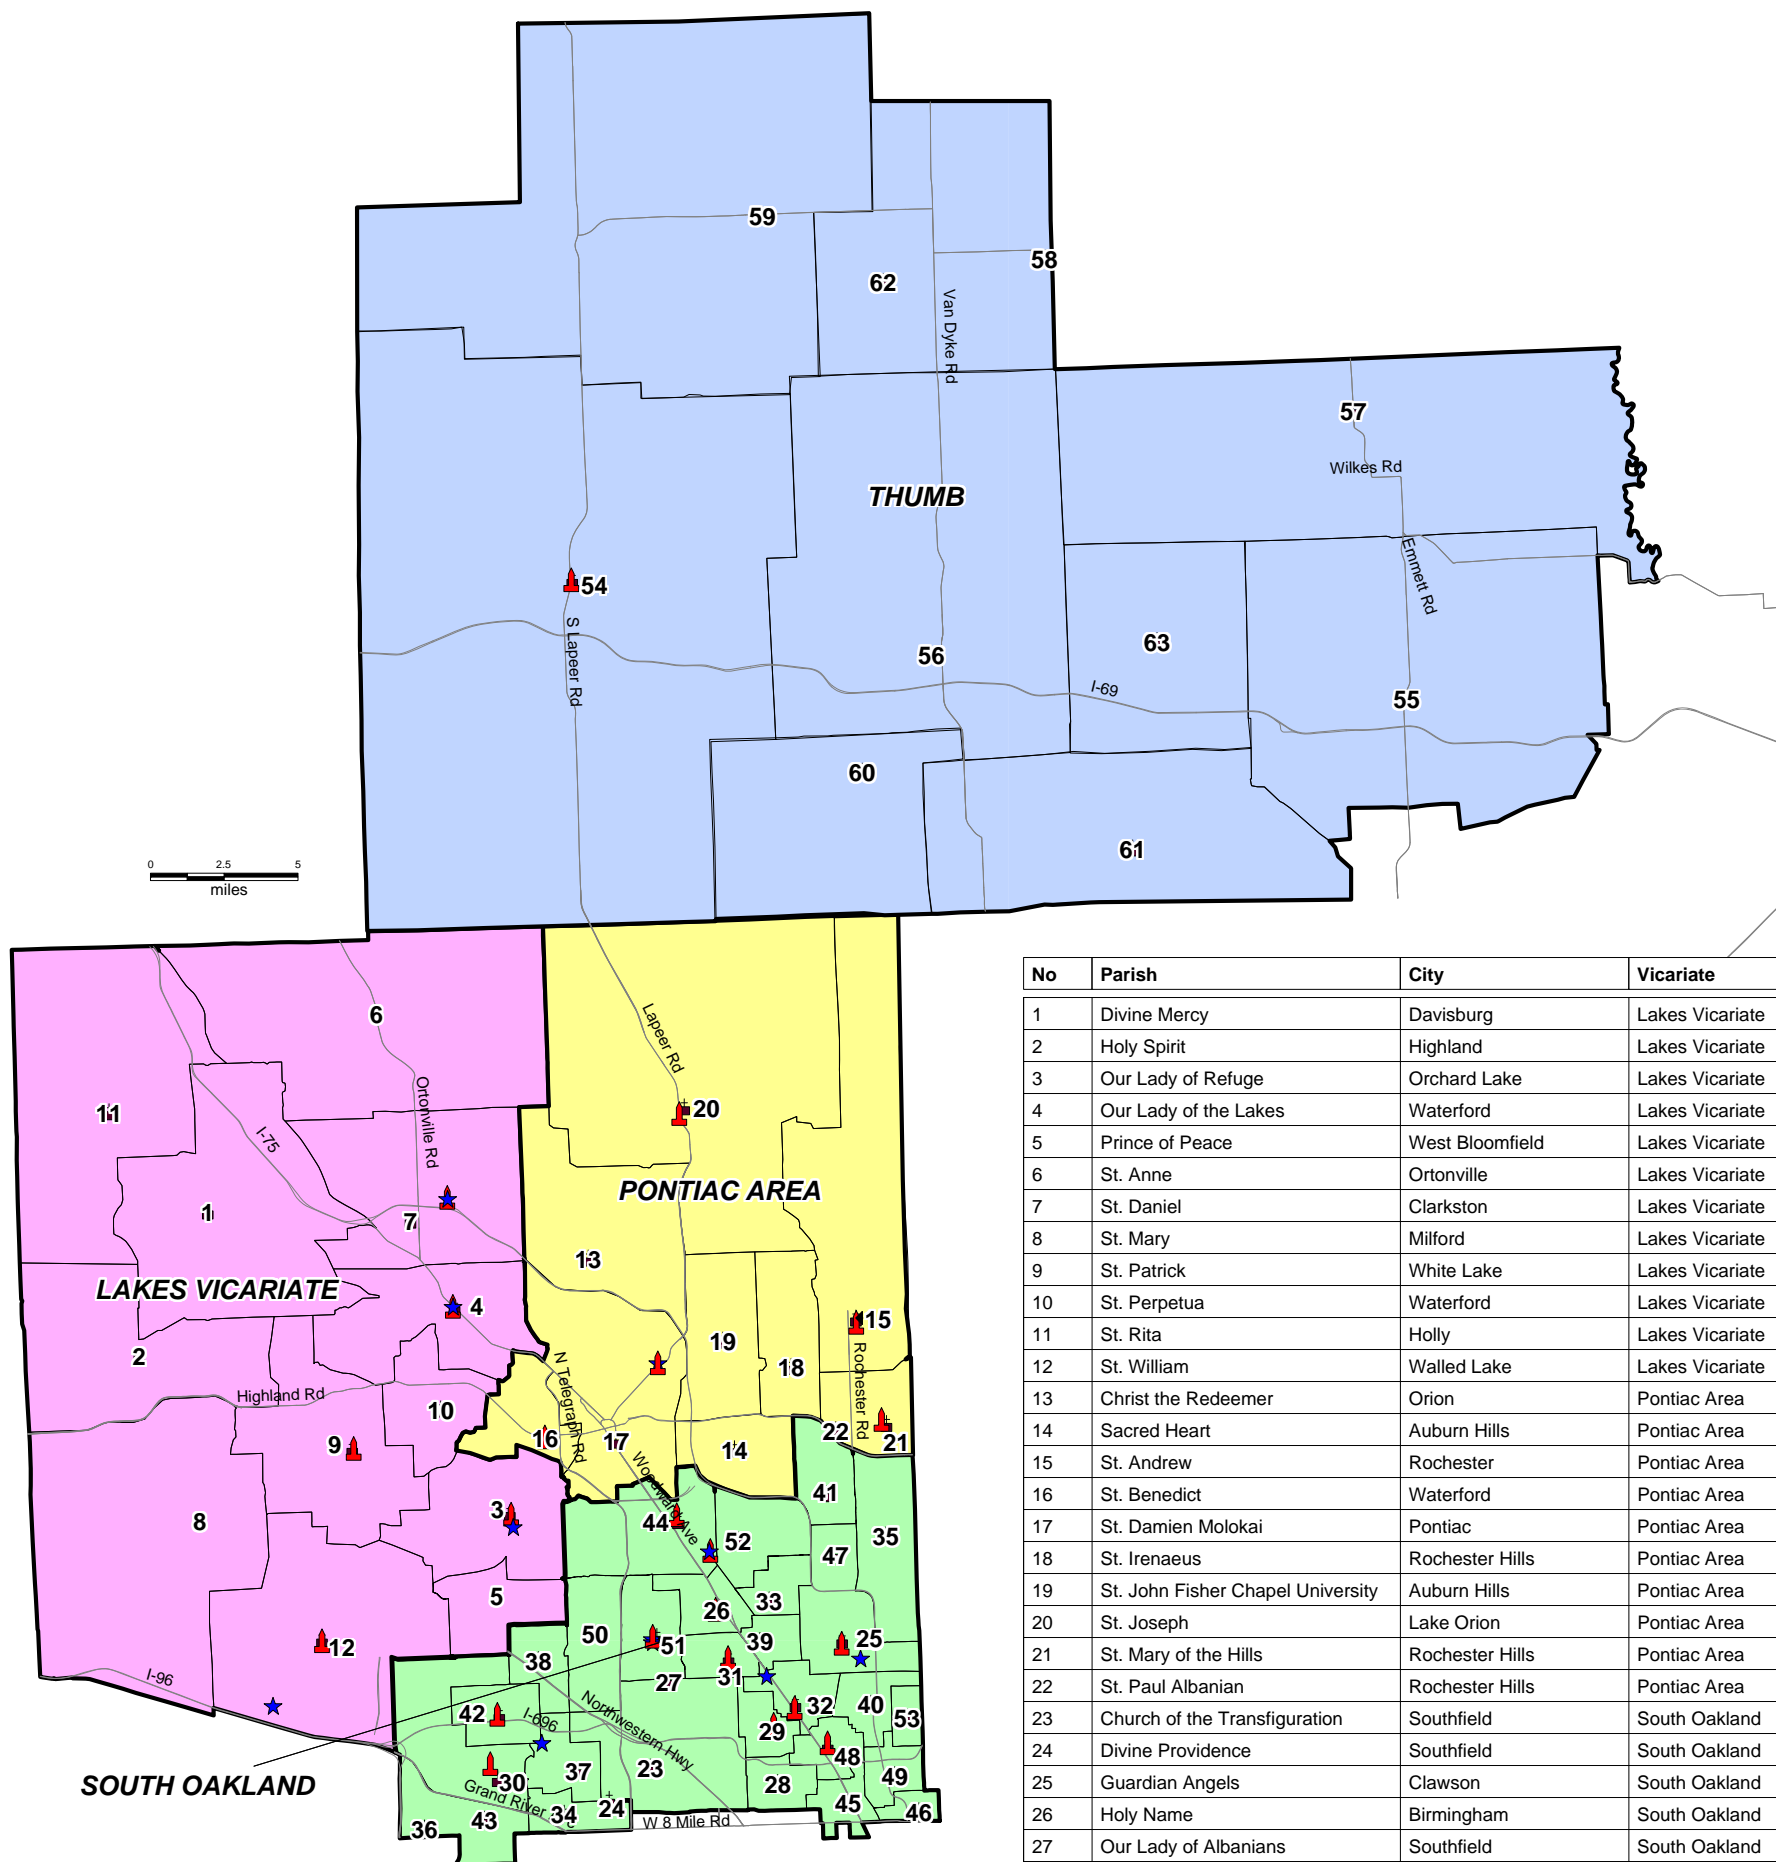 59
62
58
Van Dyke Rd
57
Wilkes Rd
THUMB
Emmett Rd
54
S Lapeer Rd
56
63
I-69
55
60
61
0 2.5 5
miles
6
Lapeer Rd
11
Ortonville Rd
20
I-75
PONTIAC AREA
1
7
13
LAKES VICARIATE
4
15
2
19
18
N Telegraph Rd
Rochester Rd
Highland Rd
10
22
21
9
16
17
14
Woodward Ave
41
3
44
8
52
35
47
5
33
26
50
51
39
25
12
38
27
31
I-96
42
I-696
Northwestern Hwy
32
40
53
29
48
SOUTH OAKLAND
30
37
23
28
49
Grand River
34
24
45
46
36
43
W 8 Mile Rd
No Parish City Vicariate
1 Divine Mercy Davisburg Lakes Vicariate
2 Holy Spirit Highland Lakes Vicariate
3 Our Lady of Refuge Orchard Lake Lakes Vicariate
4 Our Lady of the Lakes Waterford Lakes Vicariate
5 Prince of Peace West Bloomfield Lakes Vicariate
6 St. Anne Ortonville Lakes Vicariate
7 St. Daniel Clarkston Lakes Vicariate
8 St. Mary Milford Lakes Vicariate
9 St. Patrick White Lake Lakes Vicariate
10 St. Perpetua Waterford Lakes Vicariate
11 St. Rita Holly Lakes Vicariate
12 St. William Walled Lake Lakes Vicariate
13 Christ the Redeemer Orion Pontiac Area
14 Sacred Heart Auburn Hills Pontiac Area
15 St. Andrew Rochester Pontiac Area
16 St. Benedict Waterford Pontiac Area
17 St. Damien Molokai Pontiac Pontiac Area
18 St. Irenaeus Rochester Hills Pontiac Area
19 St. John Fisher Chapel University Auburn Hills Pontiac Area
20 St. Joseph Lake Orion Pontiac Area
21 St. Mary of the Hills Rochester Hills Pontiac Area
22 St. Paul Albanian Rochester Hills Pontiac Area
23 Church of the Transfiguration Southfield South Oakland
24 Divine Providence Southfield South Oakland
25 Guardian Angels Clawson South Oakland
26 Holy Name Birmingham South Oakland
27 Our Lady of Albanians Southfield South Oakland